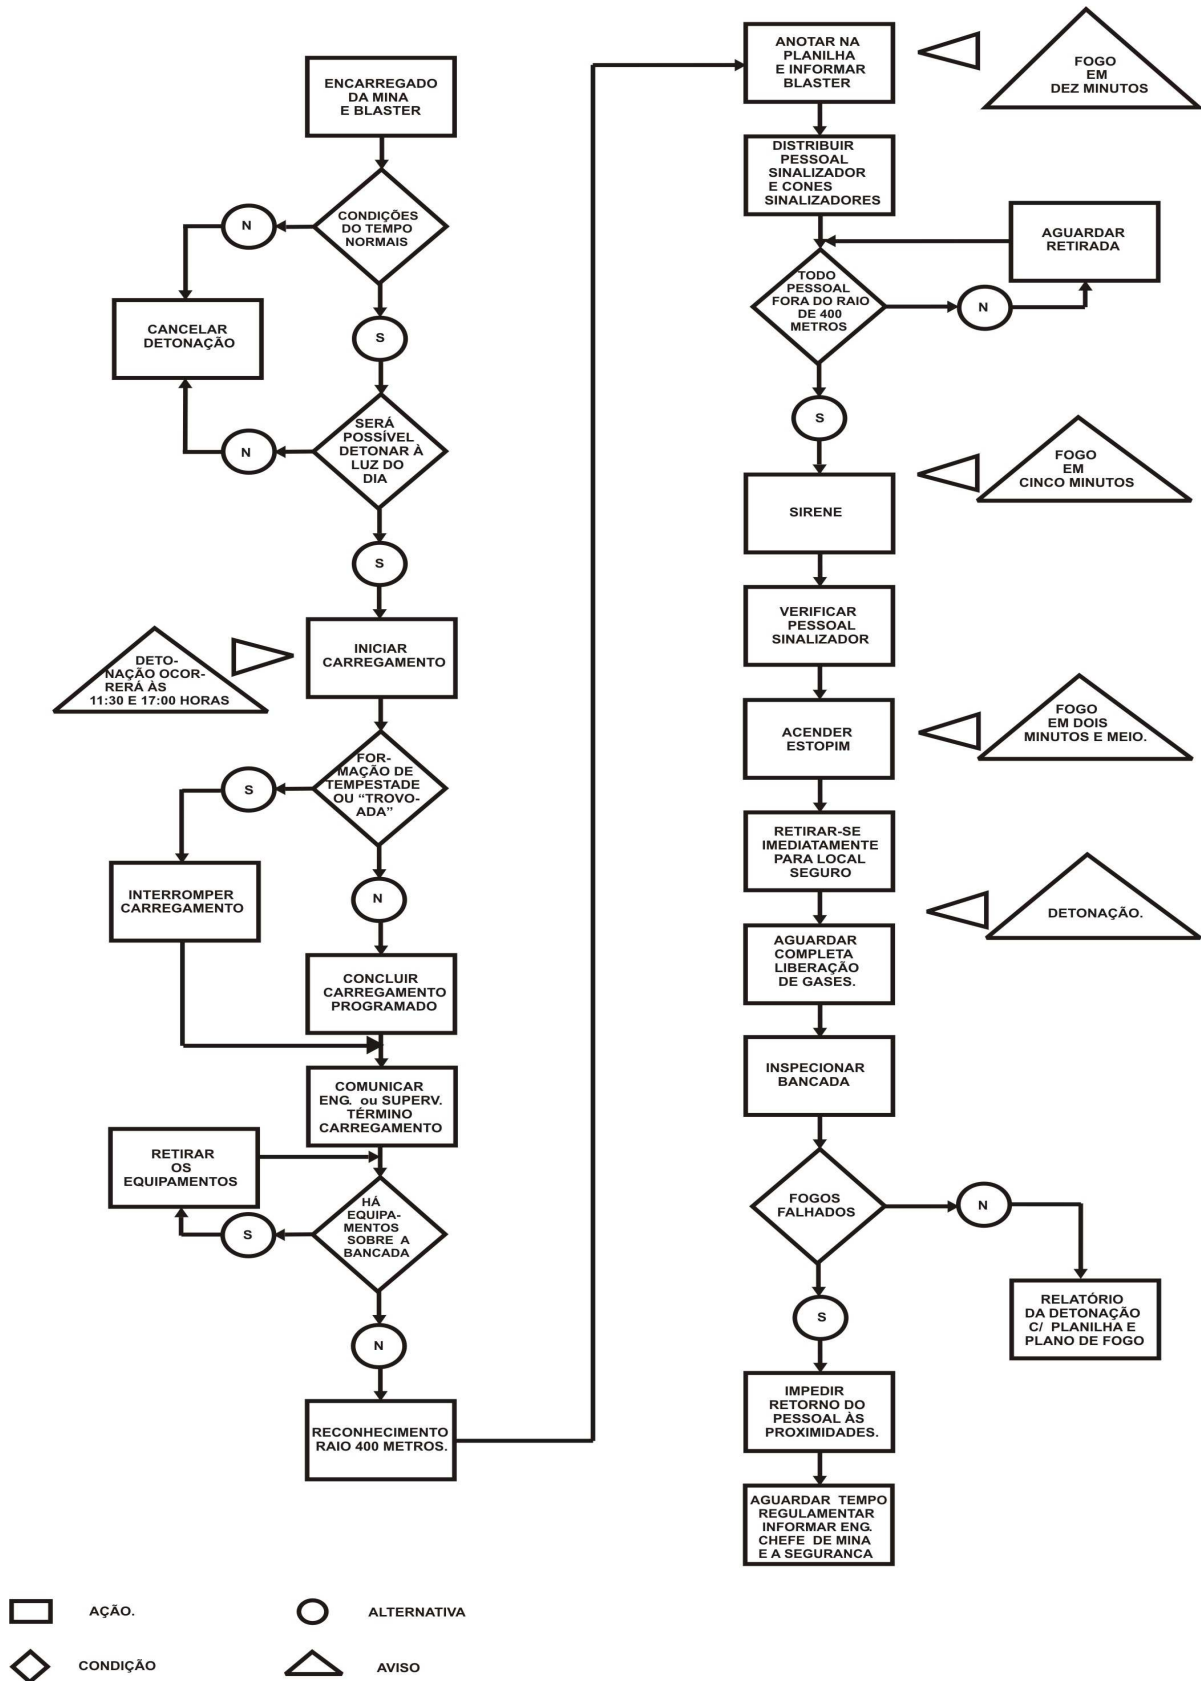 ENCARREGADO
DA MINA
E BLASTER
CONDIÇÕES
DO TEMPO
NORMAIS
N
CANCELAR
DETONAÇÃO
S
SERÁ
POSSÍVEL
DETONAR À
LUZ DO
DIA
N
S
DETO-
NAÇÃO OCOR-
RERÁ ÀS
11:30 E 17:00 HORAS
INICIAR
CARREGAMENTO
FOR-
MAÇÃO DE
TEMPESTADE
OU “TROVO-
ADA”
S
INTERROMPER
CARREGAMENTO
N
CONCLUIR
CARREGAMENTO
PROGRAMADO
COMUNICAR
ENG. ou SUPERV.
TÉRMINO
CARREGAMENTO
RETIRAR
OS
EQUIPAMENTOS
HÁ
EQUIPA-
MENTOS
SOBRE A
BANCADA
S
N
RECONHECIMENTO
RAIO 400 METROS.
ANOTAR NA
PLANILHA
E INFORMAR
BLASTER
FOGO
EM
DEZ MINUTOS
DISTRIBUIR
PESSOAL
SINALIZADOR
E CONES
SINALIZADORES
AGUARDAR
RETIRADA
TODO
PESSOAL
FORA DO RAIO
DE 400
METROS
N
S
FOGO
EM
CINCO MINUTOS
SIRENE
VERIFICAR
PESSOAL
SINALIZADOR
ACENDER
ESTOPIM
FOGO
EM DOIS
MINUTOS E MEIO.
RETIRAR-SE
IMEDIATAMENTE
PARA LOCAL
SEGURO
DETONAÇÃO.
AGUARDAR
COMPLETA
LIBERAÇÃO
DE GASES.
INSPECIONAR
BANCADA
FOGOS
FALHADOS
N
RELATÓRIO
DA DETONAÇÃO
C/ PLANILHA E
PLANO DE FOGO
S
IMPEDIR
RETORNO DO
PESSOAL ÀS
PROXIMIDADES.
AGUARDAR TEMPO
REGULAMENTAR
INFORMAR ENG.
CHEFE DE MINA
E A SEGURANCA
AÇÃO.
ALTERNATIVA
CONDIÇÃO
AVISO